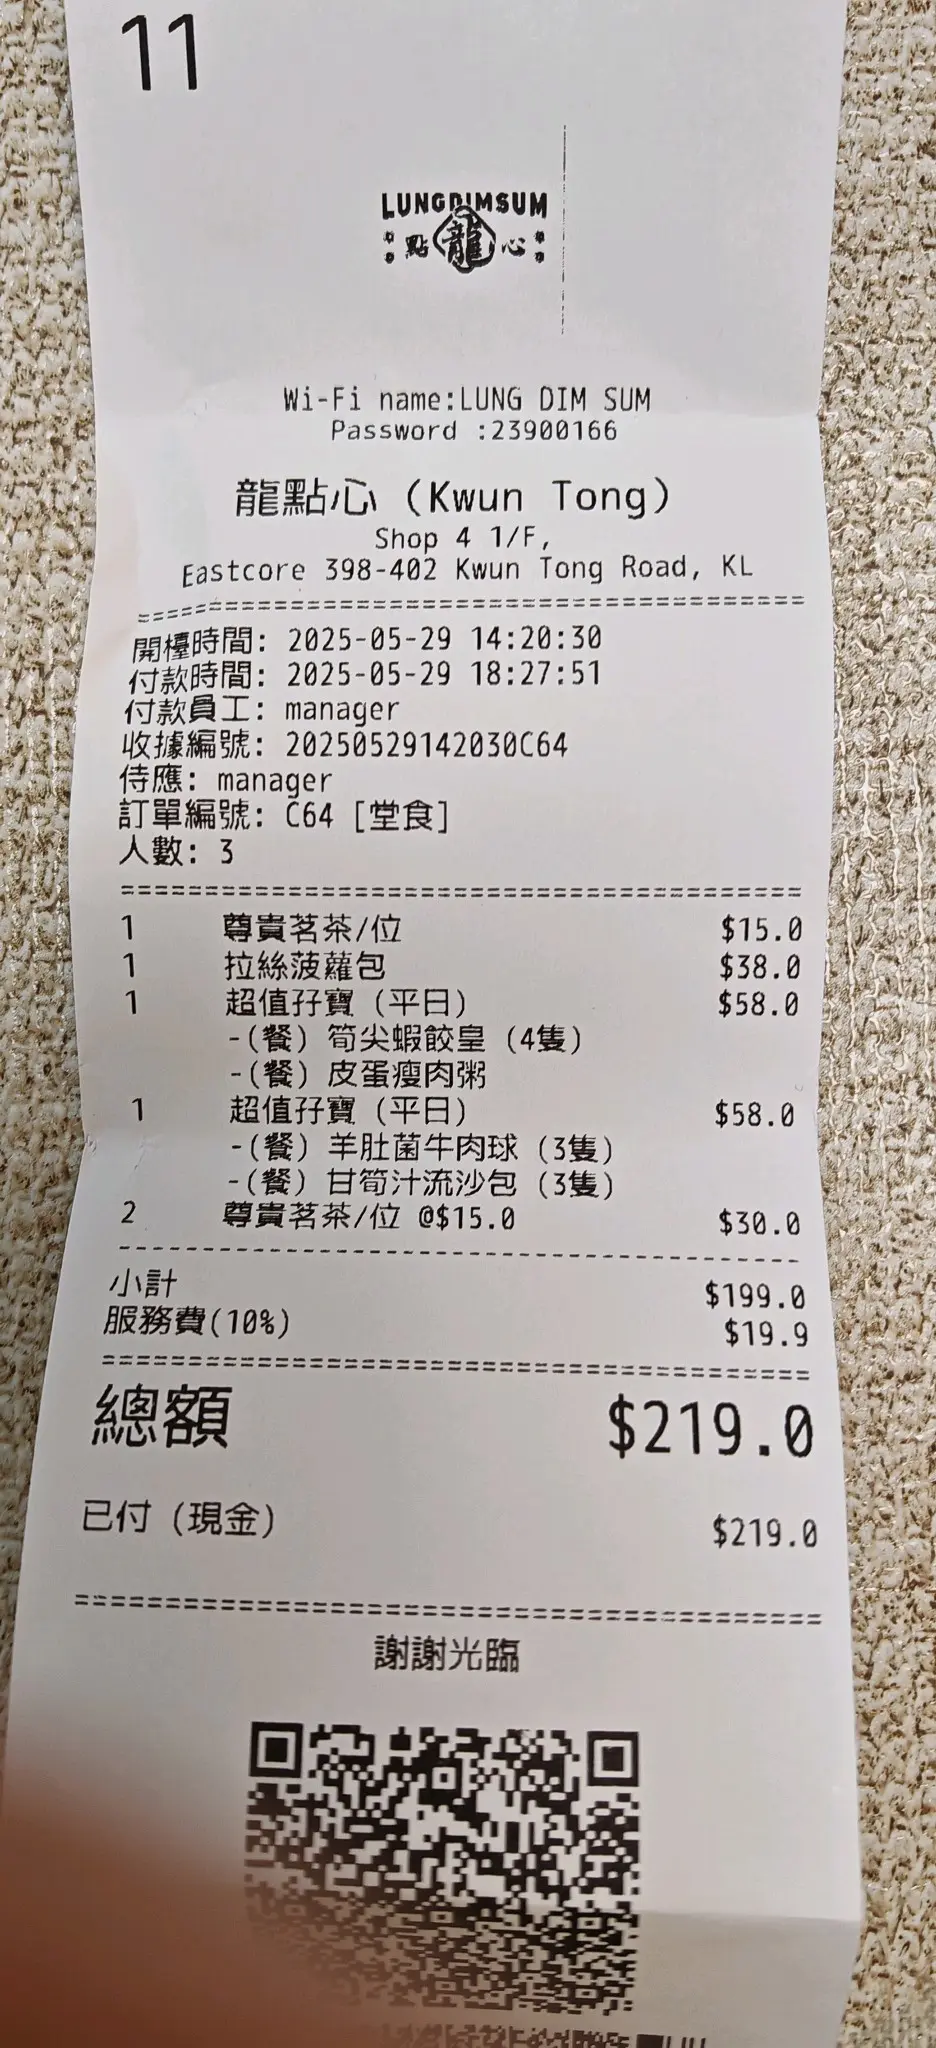 11
LUNGDIMSUM
點 龍 心
Wi-Fi name:LUNG DIM SUM
Password :23900166
龍點心 (Kwun Tong)
Shop 4 1/F,
Eastcore 398-402 Kwun Tong Road, KL
開檯時間: 2025-05-29 14:20:30
付款時間: 2025-05-29 18:27:51
付款員工: manager
收據編號: 20250529142030C64
侍應: manager
訂單編號: C64 [堂食]
人數: 3
1 尊貴茗茶/位 $15.0
1 拉絲菠蘿包 $38.0
1 超值孖寶 (平日) $58.0
-(餐) 筍尖蝦餃皇 (4隻)
-(餐) 皮蛋瘦肉粥
1 超值孖寶 (平日) $58.0
-(餐) 羊肚菌牛肉球 (3隻)
-(餐) 甘筍汁流沙包 (3隻)
2 尊貴茗茶/位 @$15.0 $30.0
小計 $199.0
服務費(10%) $19.9
總額 $219.0
已付 (現金) $219.0
謝謝光臨